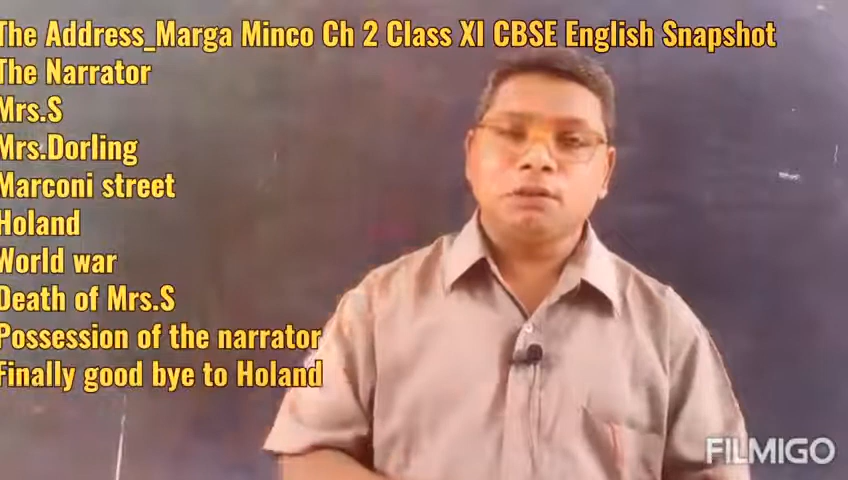 The Address_Marga Minco Ch 2 Class XI CBSE English Snapshot
The Narrator
Mrs.S
Mrs.Dorling
Marconi street
Holand
World war
Death of Mrs.S
Possession of the narrator
Finally good bye to Holand
FILMIGO